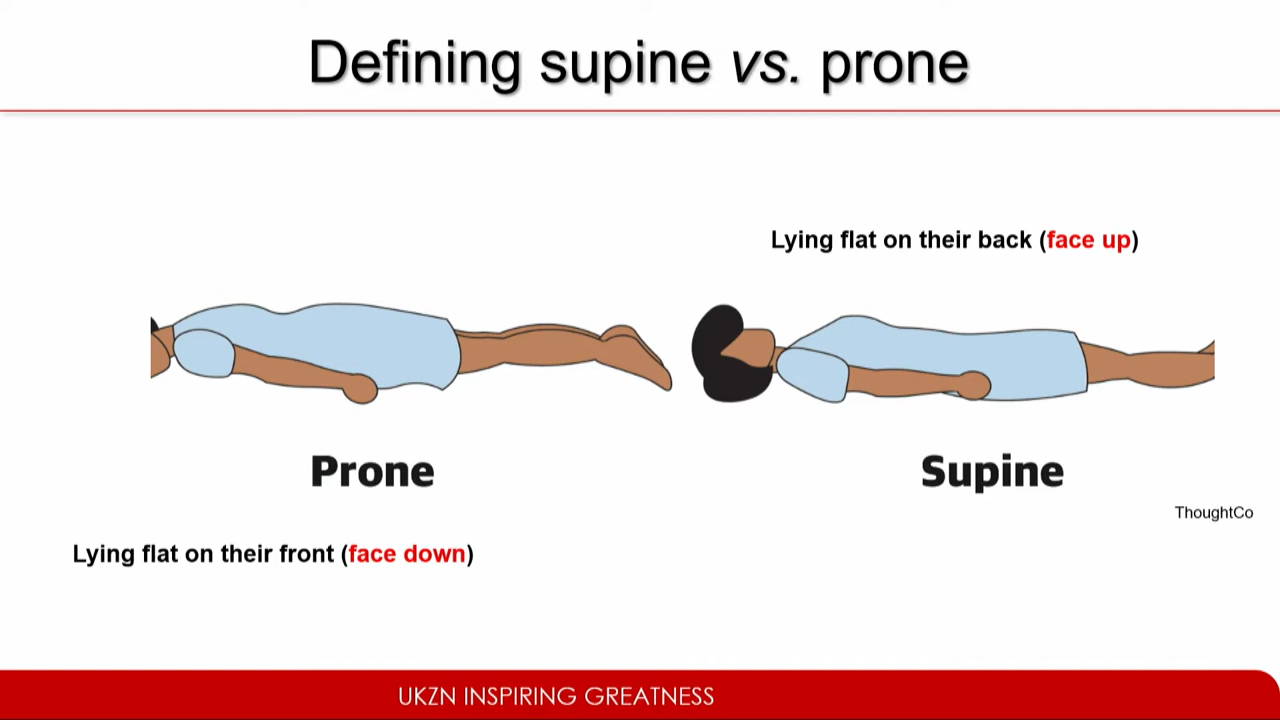 Defining supine vs. prone
Lying flat on their back (face up)
Prone
Supine
ThoughtCo
Lying flat on their front (face down)
UKZN INSPIRING GREATNESS